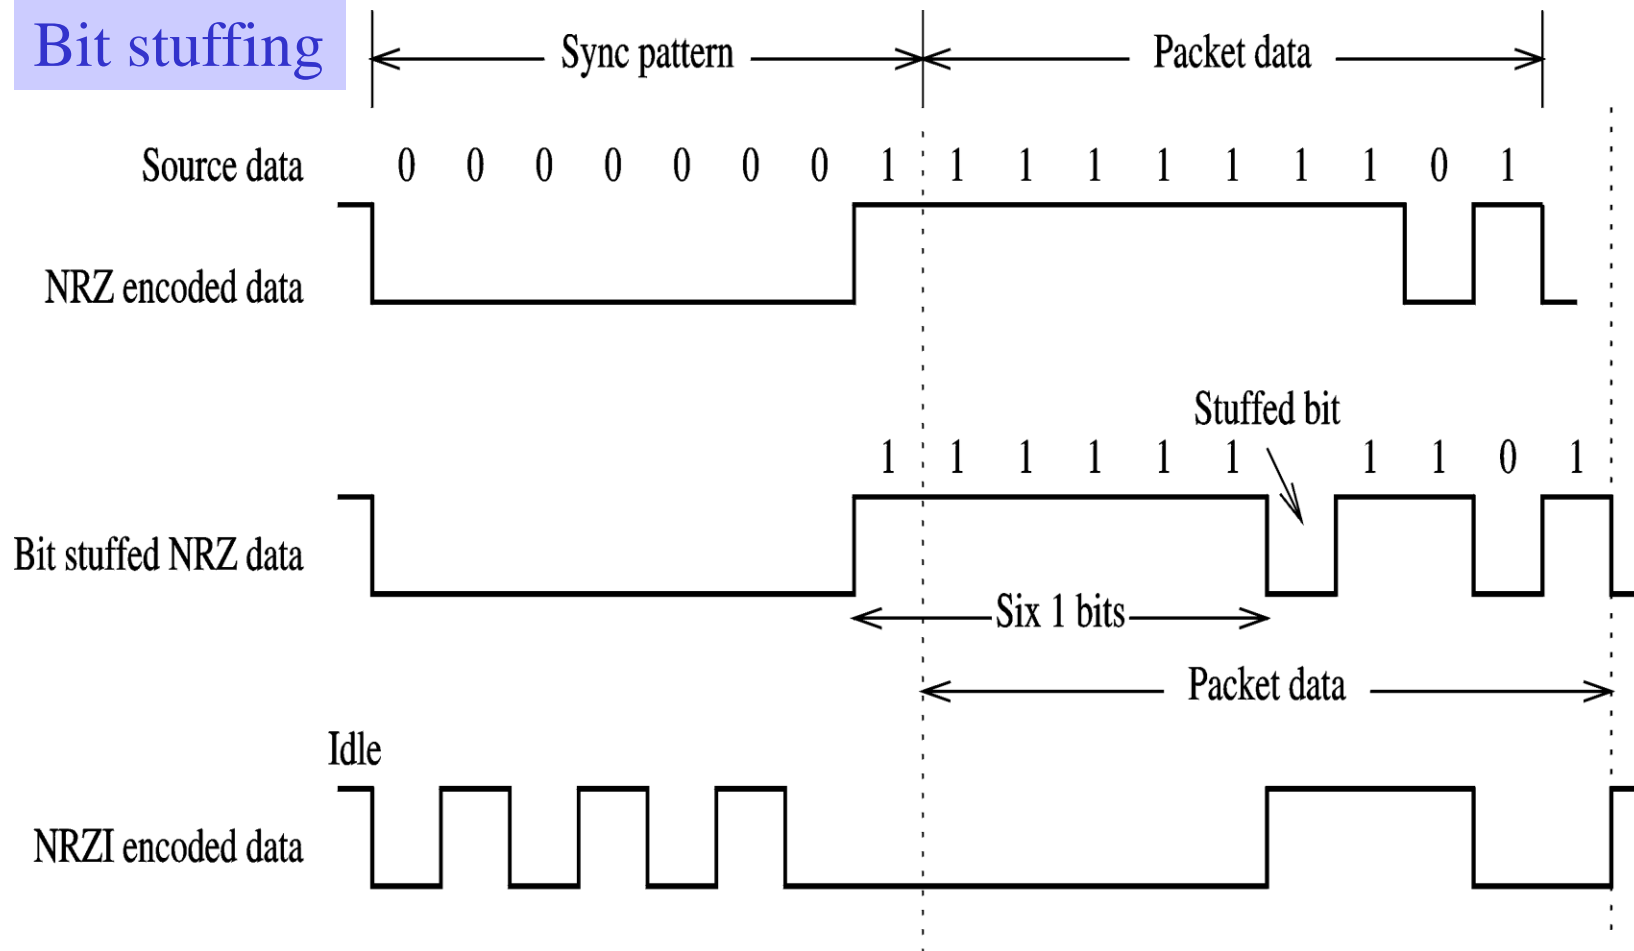 Bit stuffing
Sync pattern Packet data
Source data 0 0 0 0 0 0 0 1 1 1 1 1 1 1 1 0 1
NRZ encoded data
Stuffed bit
1 1 1 1 1 1 1 1 0 1
Bit stuffed NRZ data
Six 1 bits
Packet data
Idle
NRZI encoded data